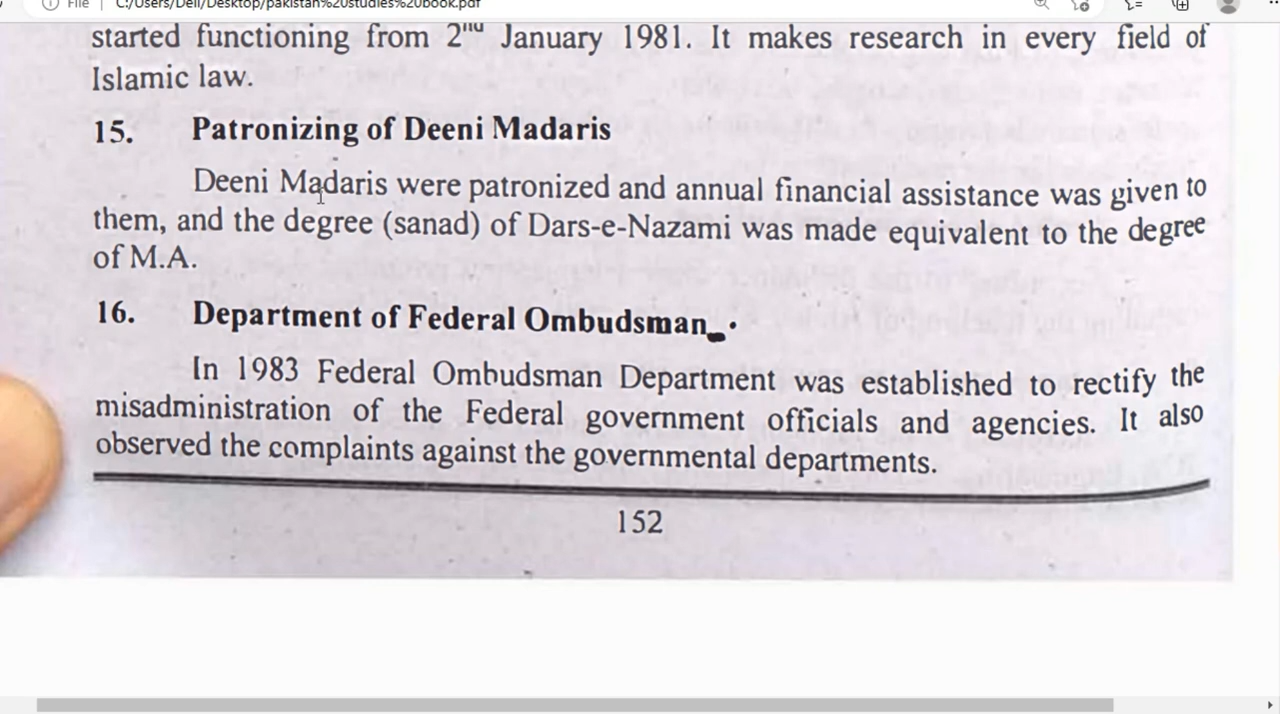 File
C:/Users/Dell/Desktop/pakistan%20studies%20book.pdf
started functioning from 2nd January 1981. It makes research in every field of
Islamic law.
15. Patronizing of Deeni Madaris
Deeni Madaris were patronized and annual financial assistance was given to
them, and the degree (sanad) of Dars-e-Nazami was made equivalent to the degree
of M.A.
16. Department of Federal Ombudsman
In 1983 Federal Ombudsman Department was established to rectify the
misadministration of the Federal government officials and agencies. It also
observed the complaints against the governmental departments.
152